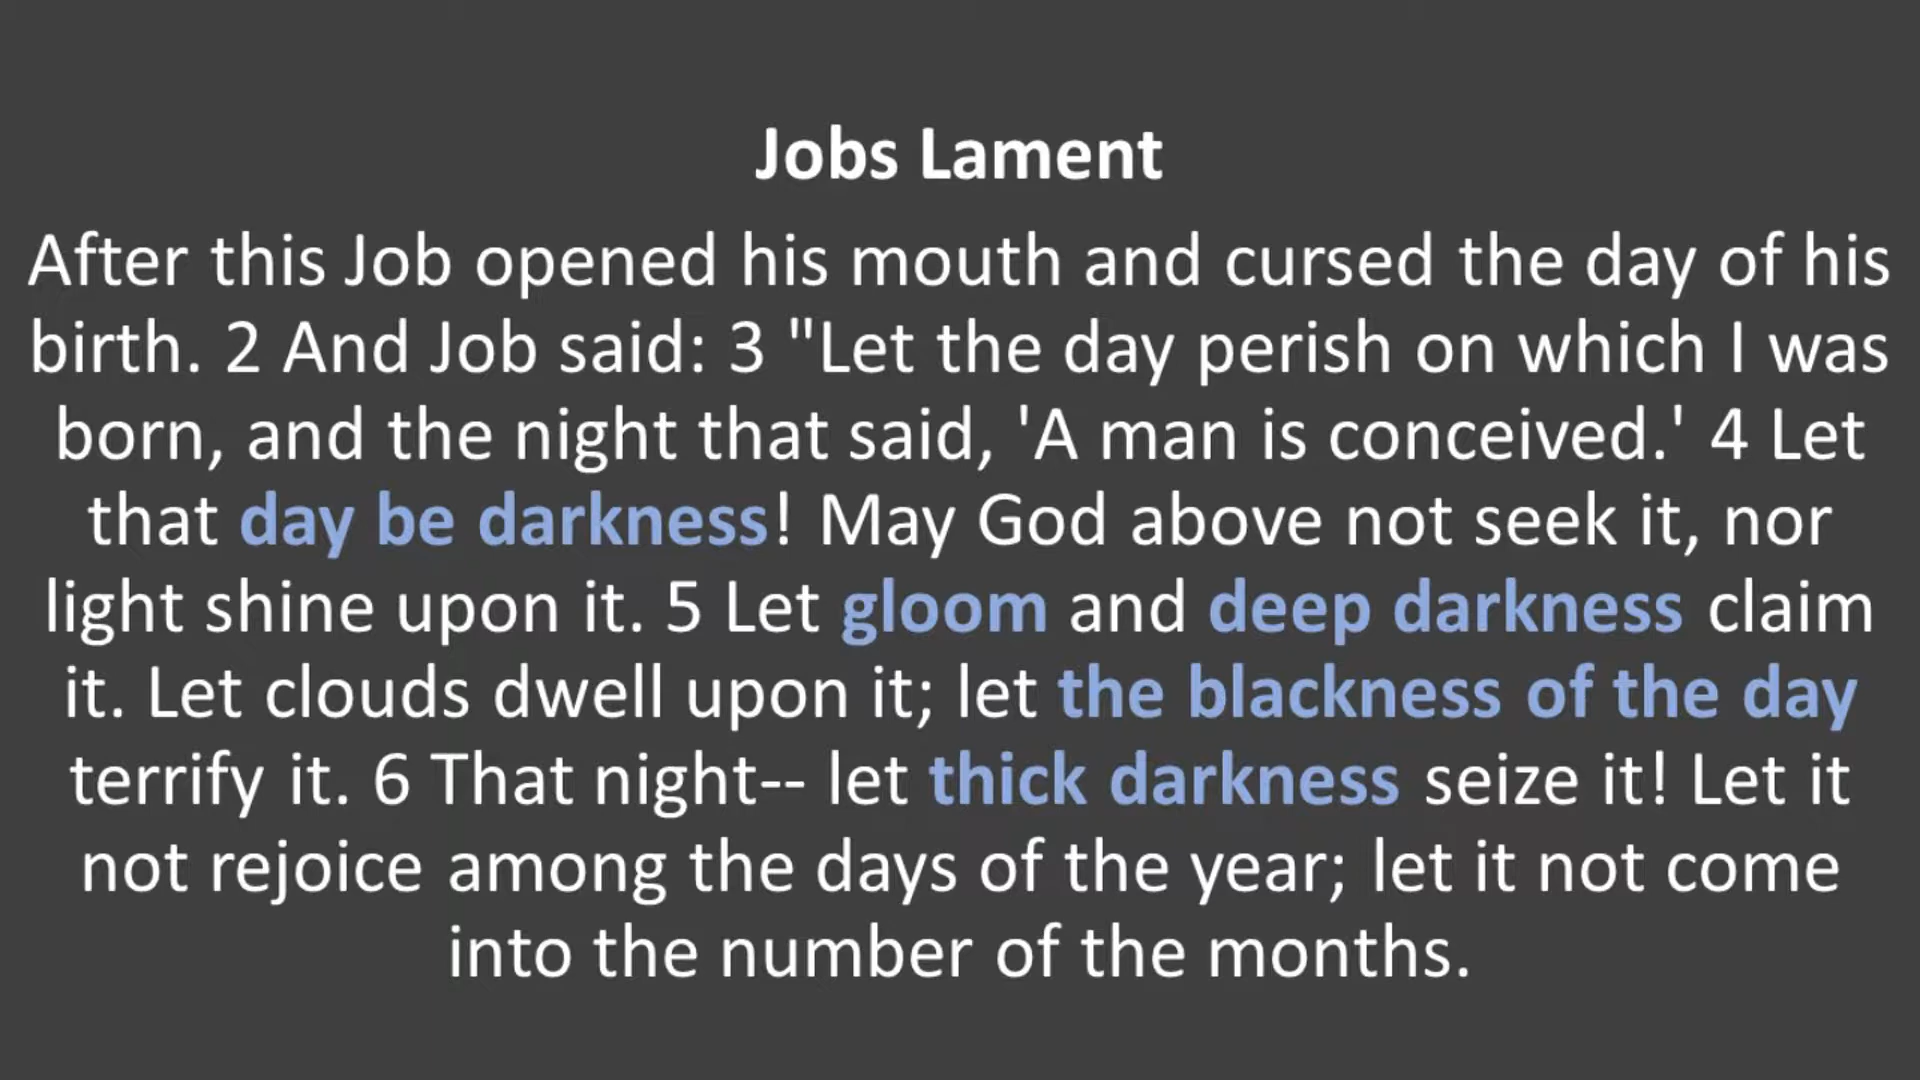 Jobs Lament
After this Job opened his mouth and cursed the day of his
birth. 2 And Job said: 3 "Let the day perish on which I was
born, and the night that said, 'A man is conceived.' 4 Let
that day be darkness! May God above not seek it, nor
light shine upon it. 5 Let gloom and deep darkness claim
it. Let clouds dwell upon it; let the blackness of the day
terrify it. 6 That night-- let thick darkness seize it! Let it
not rejoice among the days of the year; let it not come
into the number of the months.